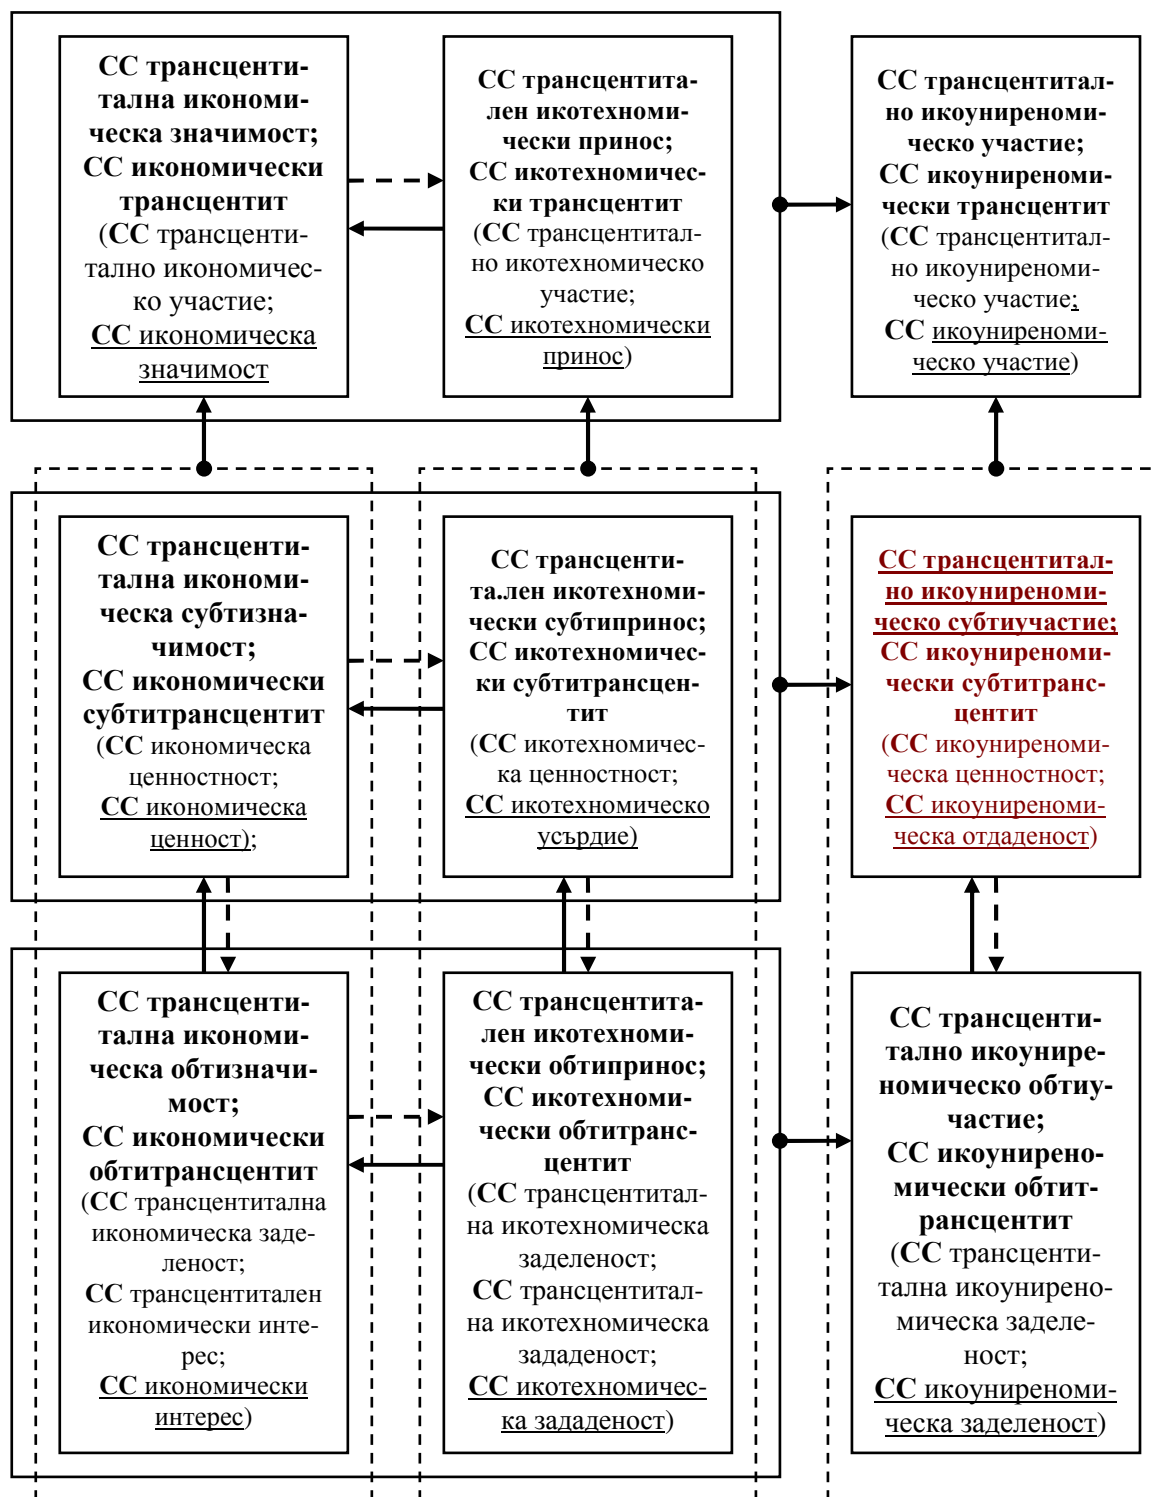 СС трансценти-
тална икономи-
ческа значимост;
СС икономически
трансцентит
(СС трансценти-
тално икономичес-
ко участие;
СС икономическа
значимост
СС трансцентита-
лен икотехноми-
чески принос;
СС икотехномичес-
ки трансцентит
(СС трансцентитал-
но икотехномическо
участие;
СС икотехномически
принос)
СС трансцентитал-
но икоуниреноми-
ческо участие;
СС икоуниреноми-
чески трансцентит
(СС трансцентитал-
но икоуниреноми-
ческо участие;
СС икоуниреноми-
ческо участие)
СС трансценти-
тална икономи-
ческа субтизна-
чимост;
СС икономически
субтитрансцентит
(СС икономическа
ценностност;
СС икономическа
ценност);
СС трансценти-
та.лен икотехноми-
чески субтипринос;
СС икотехномичес-
ки субтитрансцен-
тит
(СС икотехномичес-
ка ценностност;
СС икотехномическо
усърдие)
СС трансцентитал-
но икоуниреноми-
ческо субтиучастие;
СС икоуниреноми-
чески субтитранс-
центит
(СС икоуниреноми-
ческа ценностност;
СС икоуниреноми-
ческа отдаденост)
СС трансценти-
тална икономи-
ческа обтизначи-
мост;
СС икономически
обтитрансцентит
(СС трансцентитална
икономическа заде-
леност;
СС трансцентитален
икономически инте-
рес;
СС икономически
интерес)
СС трансцентита-
лен икотехноми-
чески обтипринос;
СС икотехноми-
чески обтитранс-
центит
(СС трансцентитал-
на икотехномическа
заделеност;
СС трансцентитал-
на икотехномическа
зададеност;
СС икотехномичес-
ка зададеност)
СС трансценти-
тално икоунире-
номическо обтиу-
частие;
СС икоунирено-
мически обтит-
рансцентит
(СС трансценти-
тална икоунирено-
мическа заделе-
ност;
СС икоуниреноми-
ческа заделеност)